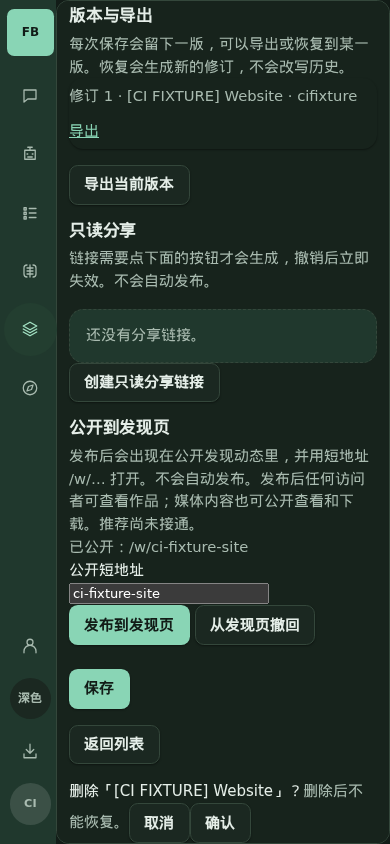 FB
版本与导出
每次保存会留下一版，可以导出或恢复到某一
版。恢复会生成新的修订，不会改写历史。
修订 1 · [CI FIXTURE] Website · cifixture
导出
导出当前版本
只读分享
链接需要点下面的按钮才会生成，撤销后立即
失效。不会自动发布。
还没有分享链接。
创建只读分享链接
公开到发现页
发布后会出现在公开发现动态里，并用短地址
/w/... 打开。不会自动发布。发布后任何访问
者可查看作品；媒体内容也可公开查看和下
载。推荐尚未接通。
已公开：/w/ci-fixture-site
公开短地址
ci-fixture-site
发布到发现页 从发现页撤回
深色
保存
返回列表
CI
删除「[CI FIXTURE] Website」？删除后不
能恢复。 取消 确认